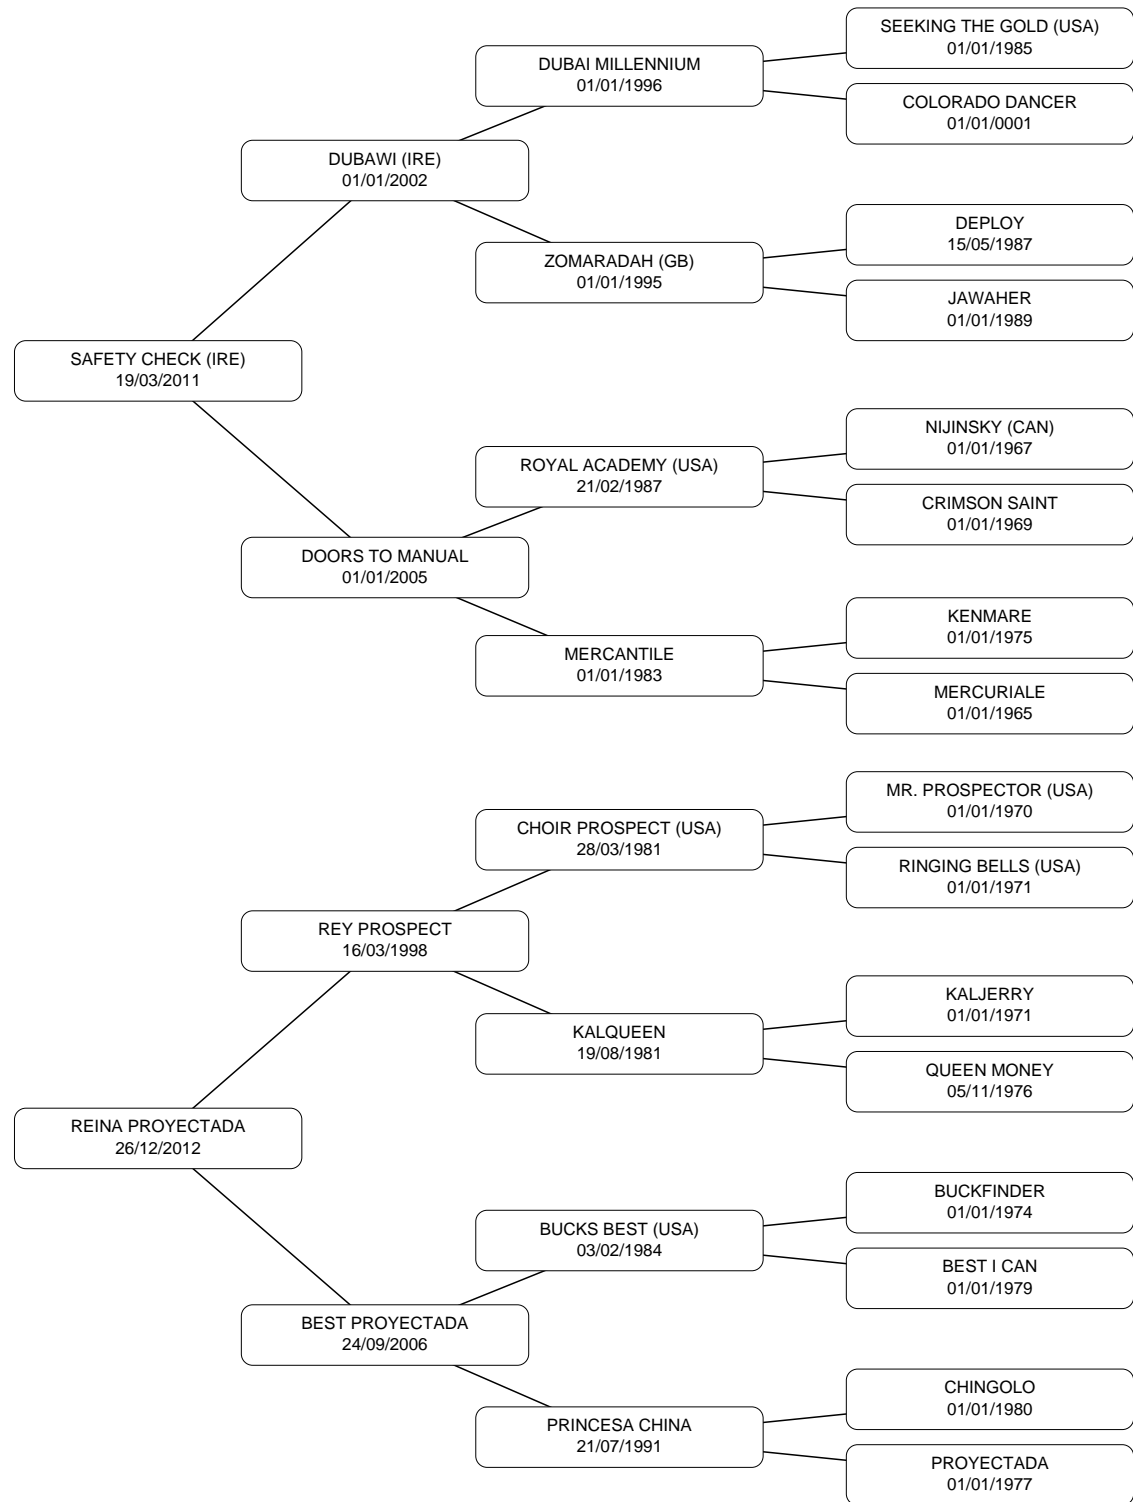 SEEKING THE GOLD (USA)
01/01/1985
DUBAI MILLENNIUM
01/01/1996
COLORADO DANCER
01/01/0001
DUBAWI (IRE)
01/01/2002
DEPLOY
15/05/1987
ZOMARADAH (GB)
01/01/1995
JAWAHER
01/01/1989
SAFETY CHECK (IRE)
19/03/2011
NIJINSKY (CAN)
01/01/1967
ROYAL ACADEMY (USA)
21/02/1987
CRIMSON SAINT
01/01/1969
DOORS TO MANUAL
01/01/2005
KENMARE
01/01/1975
MERCANTILE
01/01/1983
MERCURIALE
01/01/1965
MR. PROSPECTOR (USA)
01/01/1970
CHOIR PROSPECT (USA)
28/03/1981
RINGING BELLS (USA)
01/01/1971
REY PROSPECT
16/03/1998
KALJERRY
01/01/1971
KALQUEEN
19/08/1981
QUEEN MONEY
05/11/1976
REINA PROYECTADA
26/12/2012
BUCKFINDER
01/01/1974
BUCKS BEST (USA)
03/02/1984
BEST I CAN
01/01/1979
BEST PROYECTADA
24/09/2006
CHINGOLO
01/01/1980
PRINCESA CHINA
21/07/1991
PROYECTADA
01/01/1977